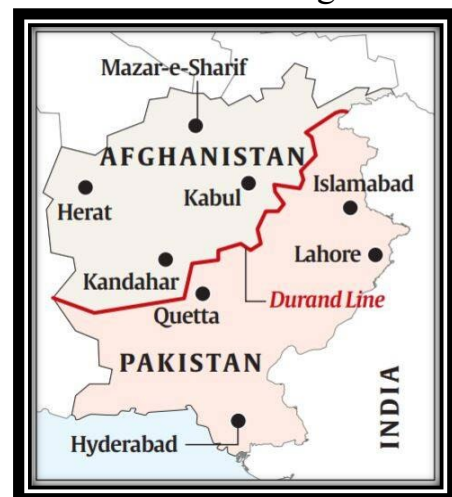 Mazar-e-Sharif
AFGHANISTAN
Herat
Kabul
Islamabad
Kandahar
Lahore
Quetta
Durand Line
PAKISTAN
Hyderabad
INDIA